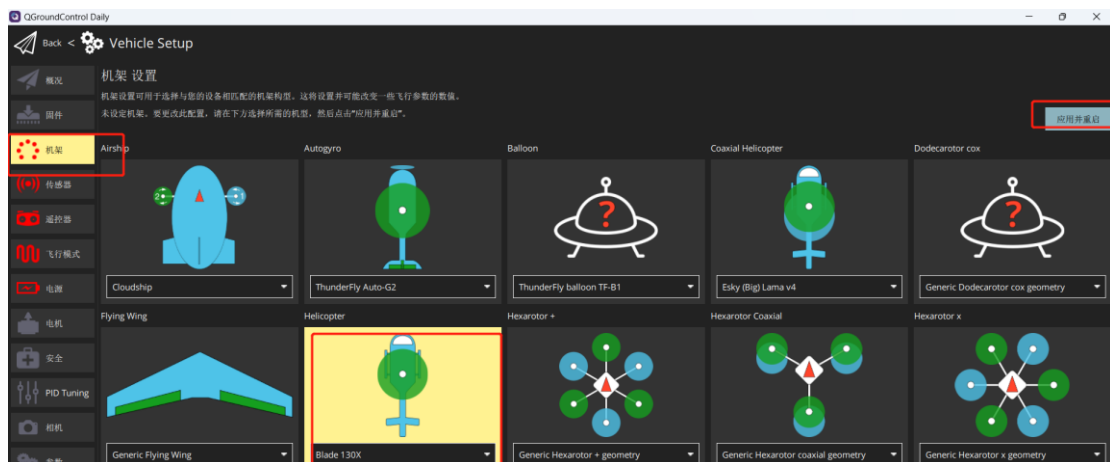 QGroundControl Daily
Back < Vehicle Setup
概况
固件
机架
传感器
遥控器
飞行模式
电源
电机
安全
PID Tuning
相机
机架 设置
机架设置可用于选择与您的设备相匹配的机架构型。这将设置并可能改变一些飞行参数的数值。
未设定机架。要更改此配置，请在下方选择所需的机型，然后点击“应用并重启”。
应用并重启
Airship
Autogyro
Balloon
Coaxial Helicopter
Dodecarotor cox
2
1
?
?
Cloudship
ThunderFly Auto-G2
ThunderFly balloon TF-B1
Esky (Big) Lama v4
Generic Dodecarotor cox geometry
Flying Wing
Helicopter
Hexarotor +
Hexarotor Coaxial
Hexarotor x
Generic Flying Wing
Blade 130X
Generic Hexarotor + geometry
Generic Hexarotor coaxial geometry
Generic Hexarotor x geometry